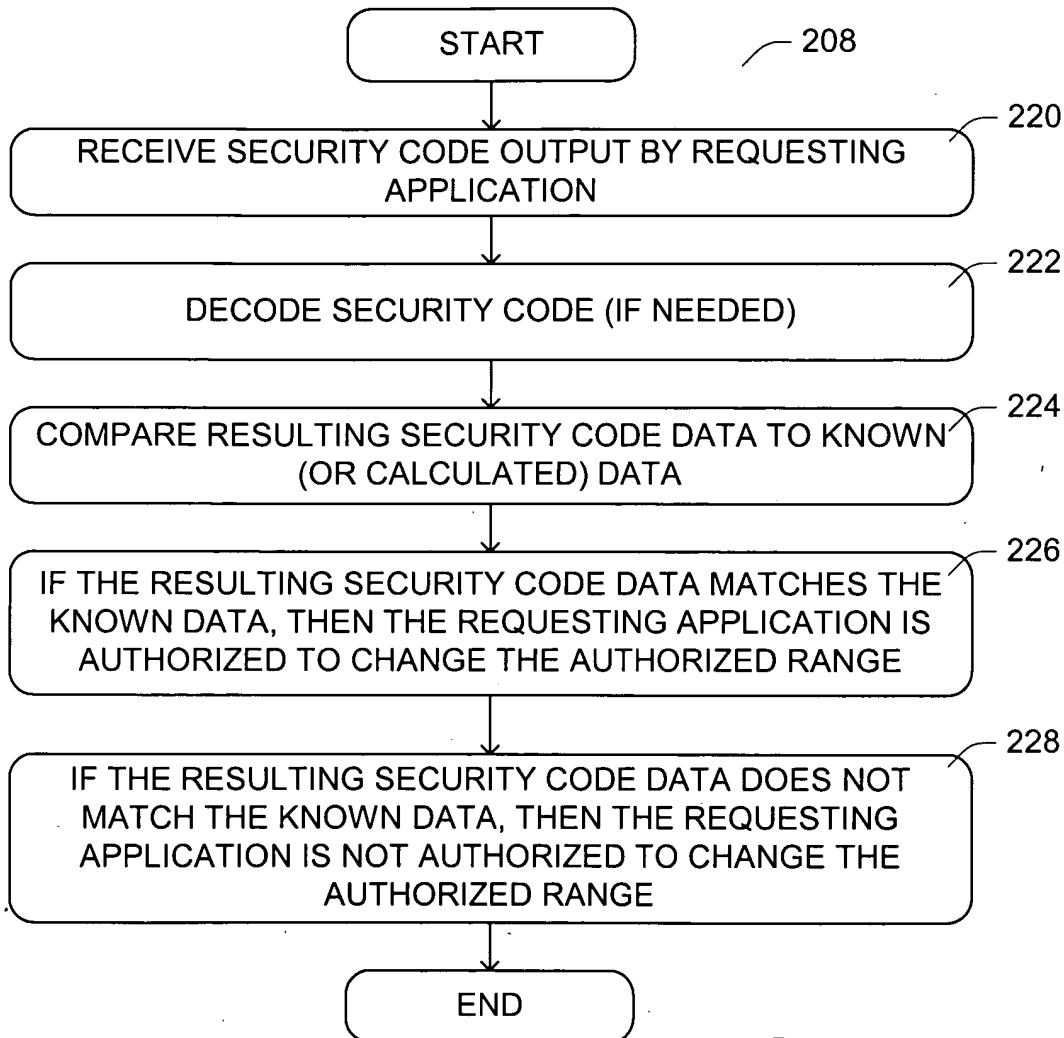 START
208
220
RECEIVE SECURITY CODE OUTPUT BY REQUESTING
APPLICATION
222
DECODE SECURITY CODE (IF NEEDED)
224
COMPARE RESULTING SECURITY CODE DATA TO KNOWN
(OR CALCULATED) DATA
226
IF THE RESULTING SECURITY CODE DATA MATCHES THE
KNOWN DATA, THEN THE REQUESTING APPLICATION IS
AUTHORIZED TO CHANGE THE AUTHORIZED RANGE
228
IF THE RESULTING SECURITY CODE DATA DOES NOT
MATCH THE KNOWN DATA, THEN THE REQUESTING
APPLICATION IS NOT AUTHORIZED TO CHANGE THE
AUTHORIZED RANGE
END